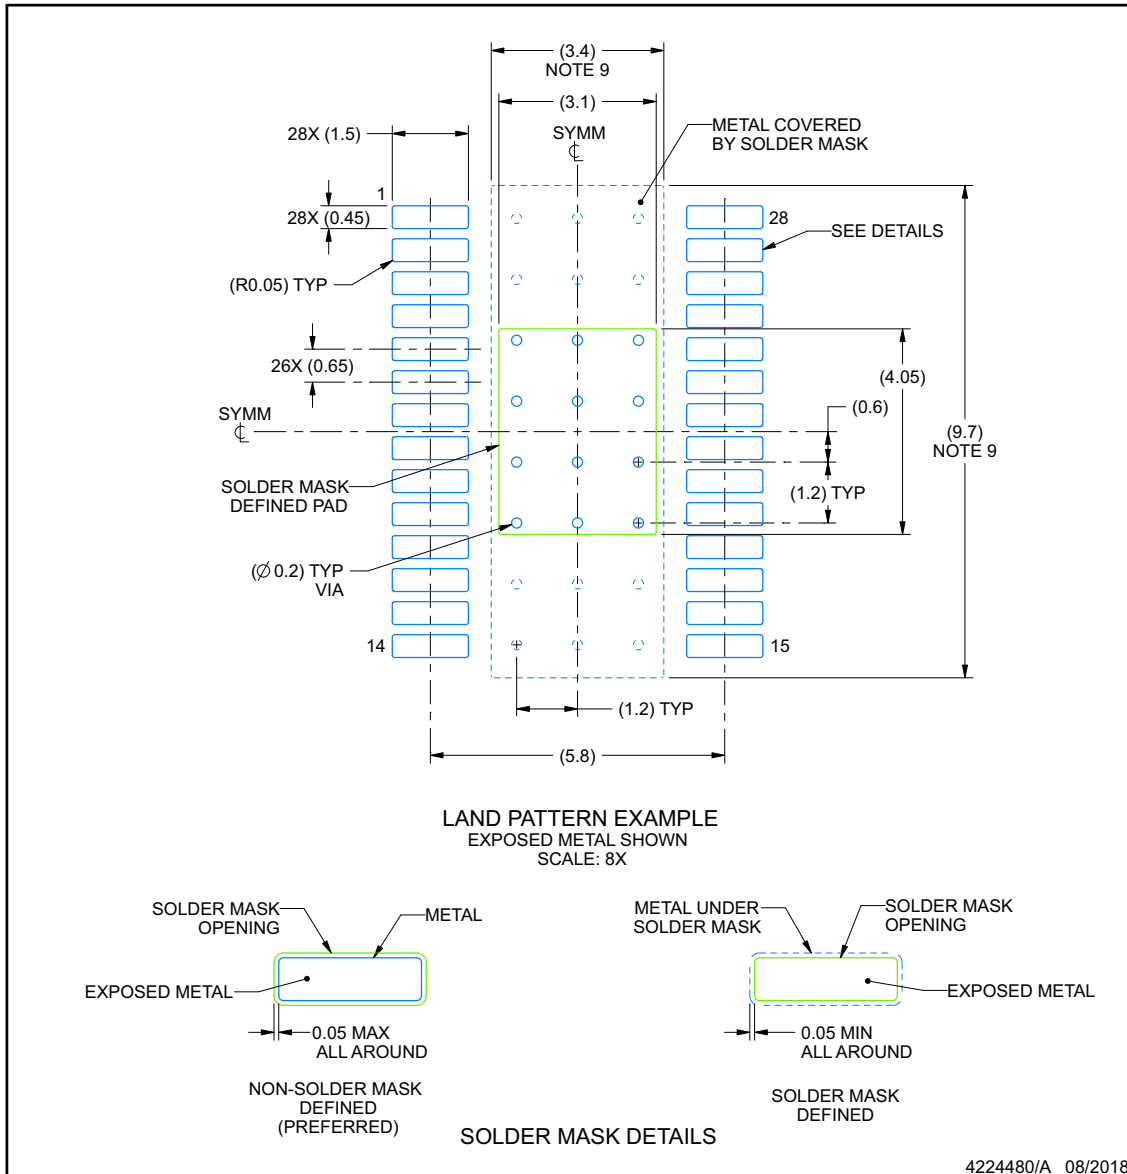 (3.4)
NOTE 9
(3.1)
SYMM
℄
METAL COVERED
BY SOLDER MASK
28X (1.5)
1
28X (0.45)
28
SEE DETAILS
(R0.05) TYP
26X (0.65)
(4.05)
(0.6)
SYMM
℄
(9.7)
NOTE 9
SOLDER MASK
DEFINED PAD
(1.2) TYP
(Ø 0.2) TYP
VIA
14
15
(1.2) TYP
(5.8)
LAND PATTERN EXAMPLE
EXPOSED METAL SHOWN
SCALE: 8X
SOLDER MASK
OPENING
METAL
EXPOSED METAL
0.05 MAX
ALL AROUND
NON-SOLDER MASK
DEFINED
(PREFERRED)
METAL UNDER
SOLDER MASK
SOLDER MASK
OPENING
EXPOSED METAL
0.05 MIN
ALL AROUND
SOLDER MASK
DEFINED
SOLDER MASK DETAILS
4224480/A 08/2018